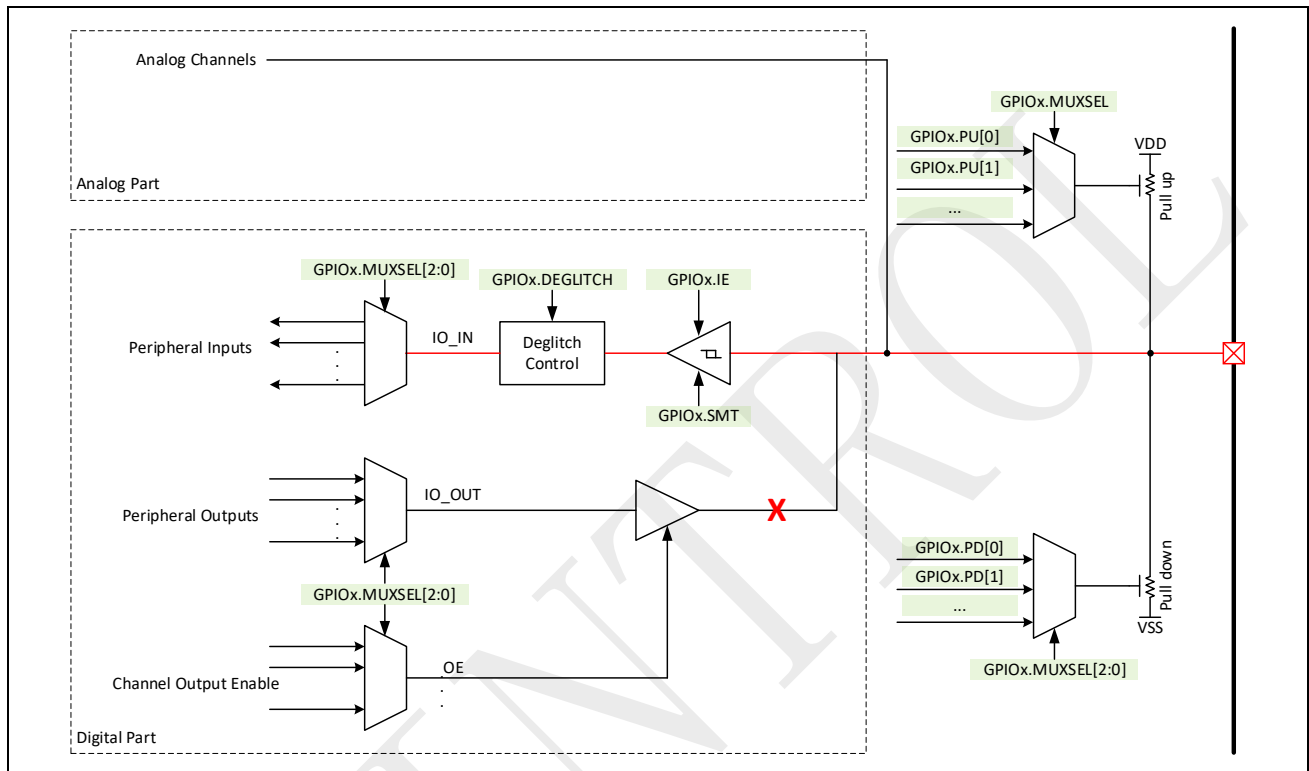 Analog Channels
Analog Part
GPIOx.MUXSEL
GPIOx.PU[0]
GPIOx.PU[1]
...
VDD
Pull up
GPIOx.MUXSEL[2:0]
GPIOx.DEGLITCH
GPIOx.IE
Peripheral Inputs
IO_IN
Deglitch
Control
GPIOx.SMT
IO_OUT
Peripheral Outputs
X
GPIOx.MUXSEL[2:0]
OE
Channel Output Enable
Digital Part
GPIOx.PD[0]
GPIOx.PD[1]
...
Pull down
VSS
GPIOx.MUXSEL[2:0]